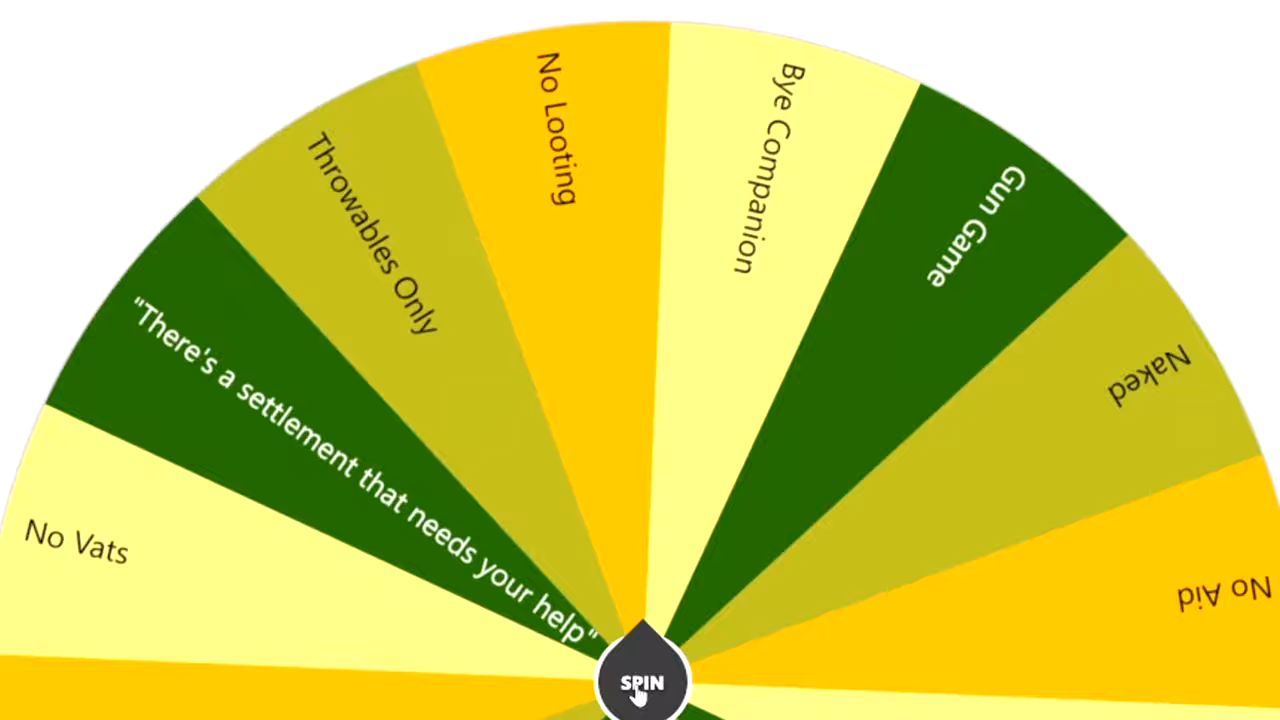 No Vats
"There's a settlement that needs your help"
Throwables Only
No Looting
Bye Companion
Gun Game
Naked
No Aid
SPIN